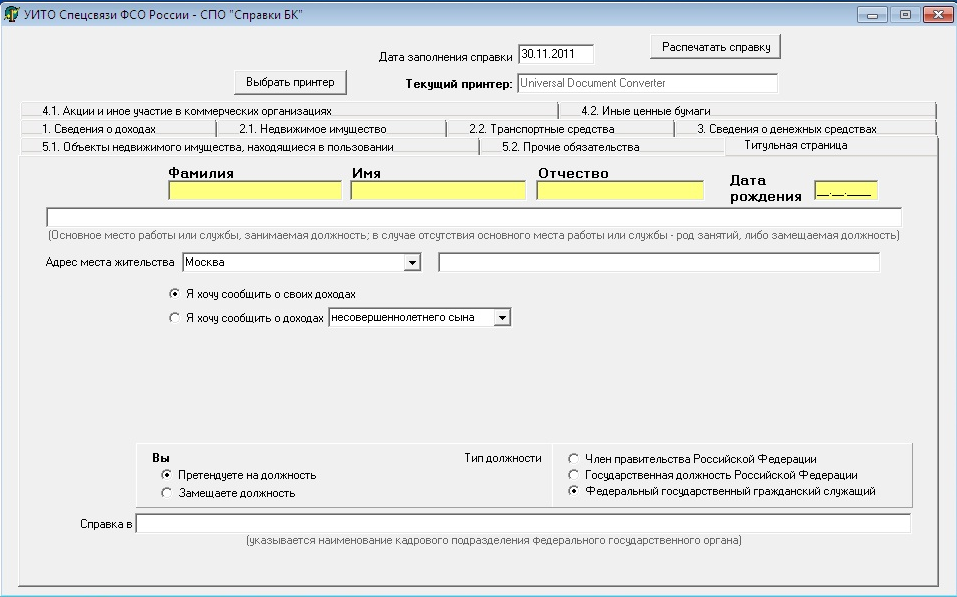 УИТО Спецсвязи ФСО России - СПО "Справки БК"
Дата заполнения справки 30.11.2011 Распечатать справку
Выбрать принтер Текущий принтер: Universal Document Converter
4.1. Акции и иное участие в коммерческих организациях 4.2. Иные ценные бумаги
1. Сведения о доходах 2.1. Недвижимое имущество 2.2. Транспортные средства 3. Сведения о денежных средствах
5.1. Объекты недвижимого имущества, находящиеся в пользовании 5.2. Прочие обязательства Титульная страница
Фамилия Имя Отчество Дата рождения __.__.____
(Основное место работы или службы, занимаемая должность; в случае отсутствия основного места работы или службы - род занятий, либо замещаемая должность)
Адрес места жительства Москва
Я хочу сообщить о своих доходах
Я хочу сообщить о доходах несовершеннолетнего сына
Вы
Претендуете на должность
Замещаете должность
Тип должности
Член правительства Российской Федерации
Государственная должность Российской Федерации
Федеральный государственный гражданский служащий
Справка в
(указывается наименование кадрового подразделения федерального государственного органа)